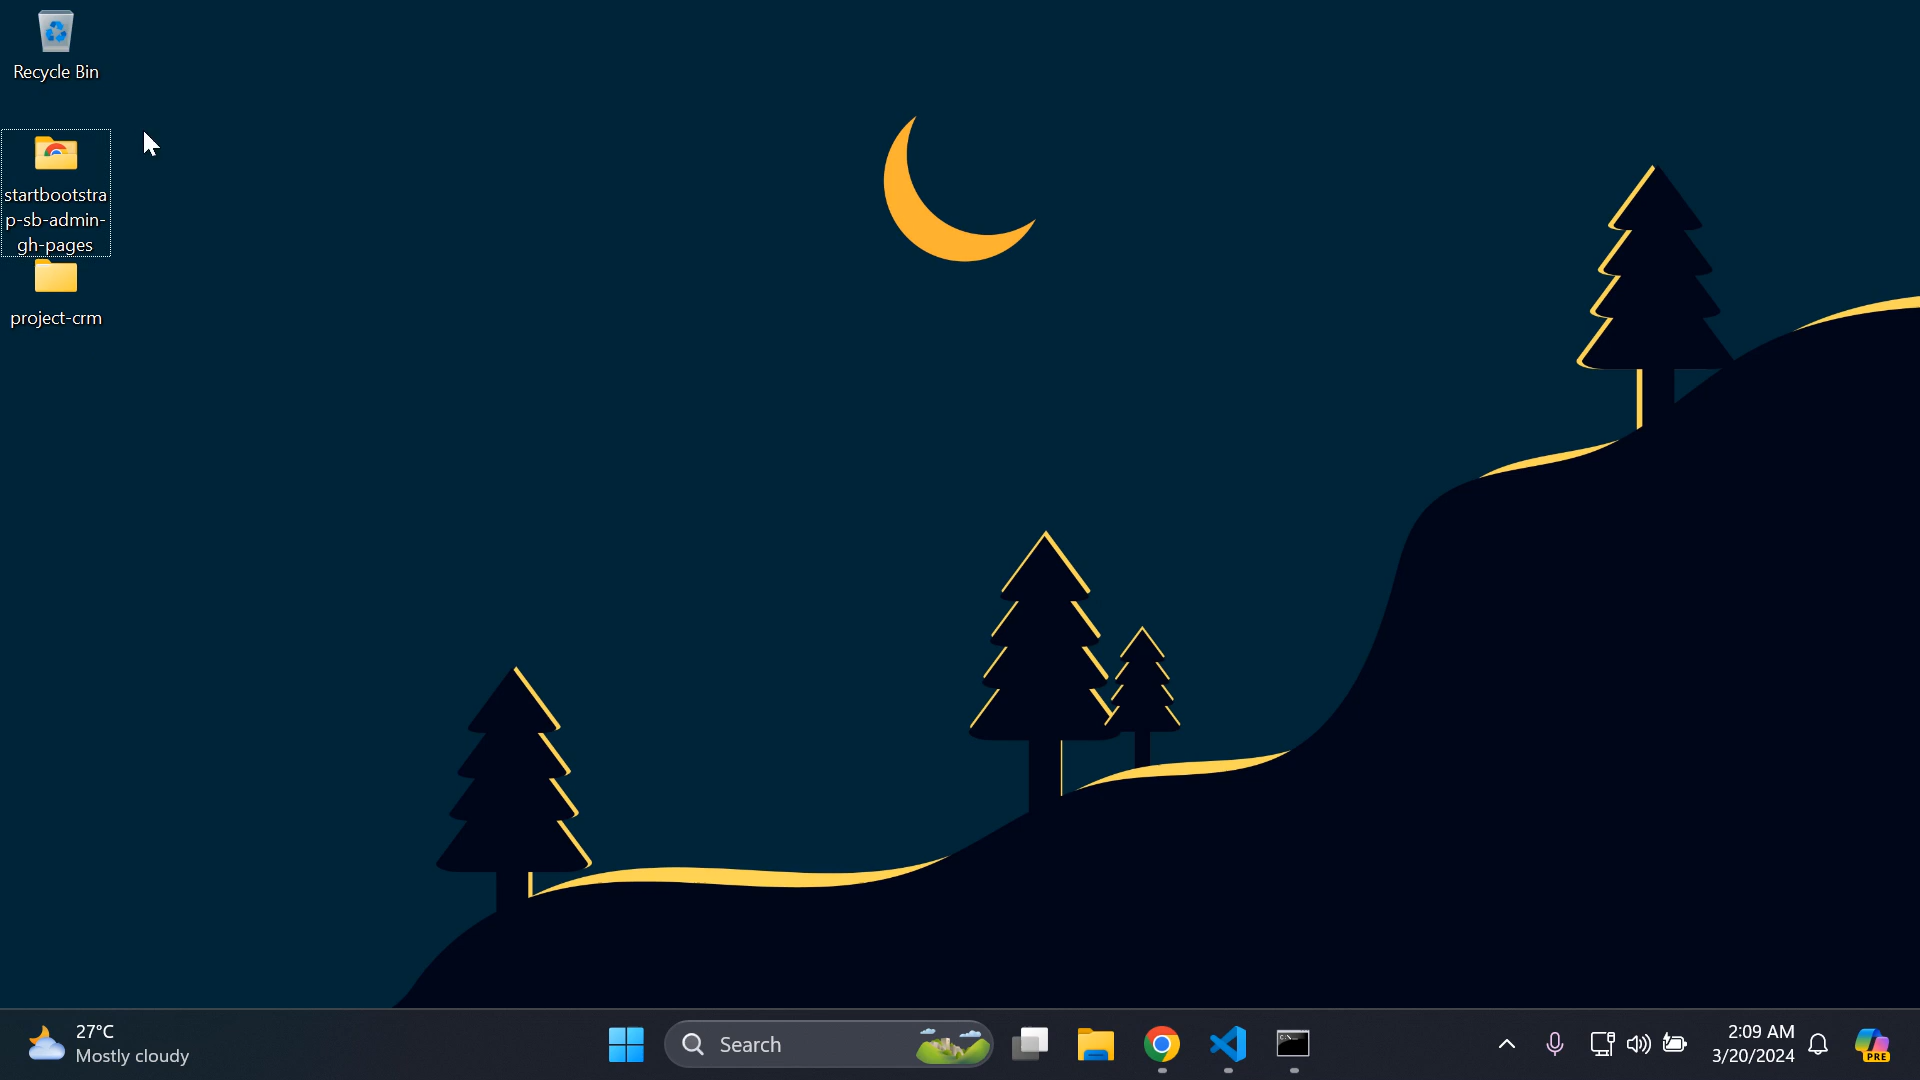 Recycle Bin
startbootstra
p-sb-admin-
gh-pages
project-crm
27°C
Mostly cloudy
Search
2:09 AM
3/20/2024
PRE